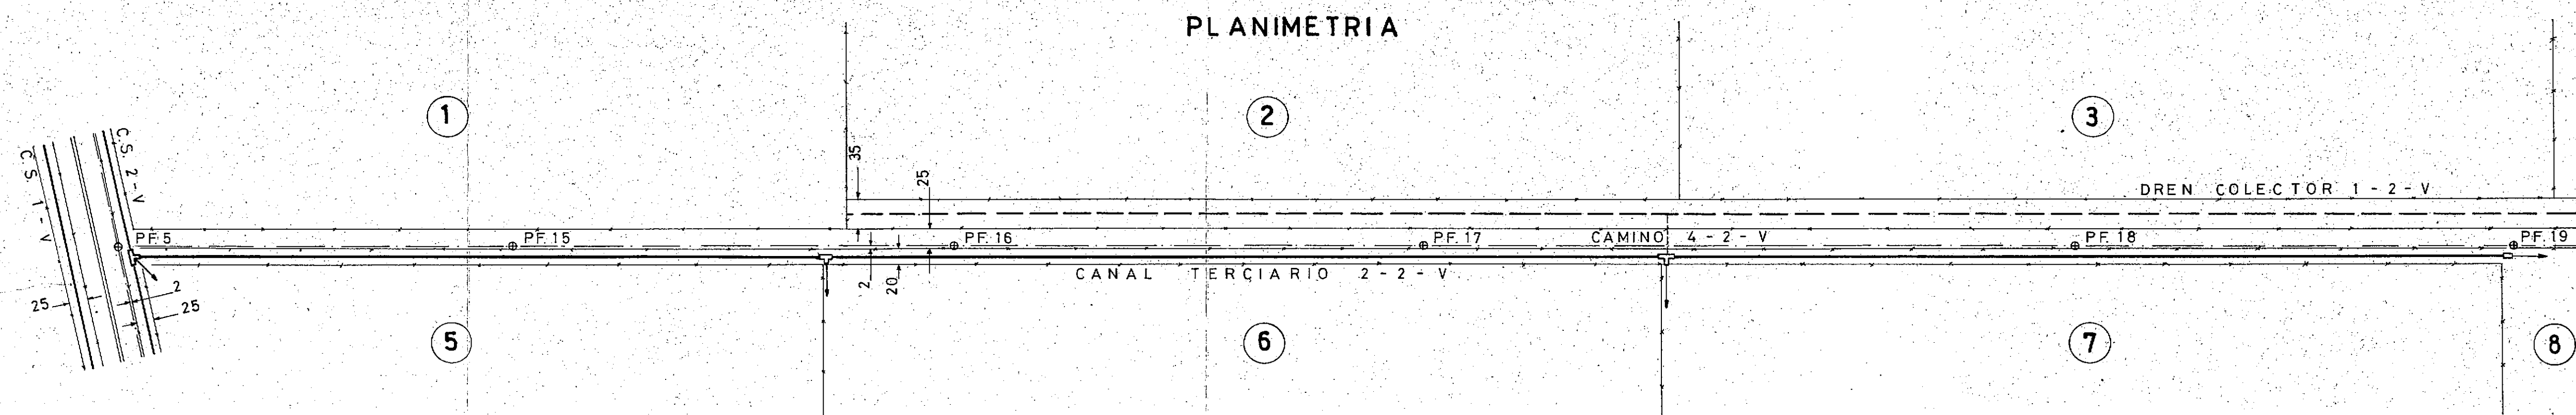 PLANIMETRIA
1
2
3
C.S. 2-V
C.S. 1-V
35
25
DREN COLECTOR 1-2-V
PF.5
PF.15
PF.16
PF.17
CAMINO 4-2-V
PF.18
PF.19
CANAL TERCIARIO 2-2-V
2
20
2
25
25
5
6
7
8